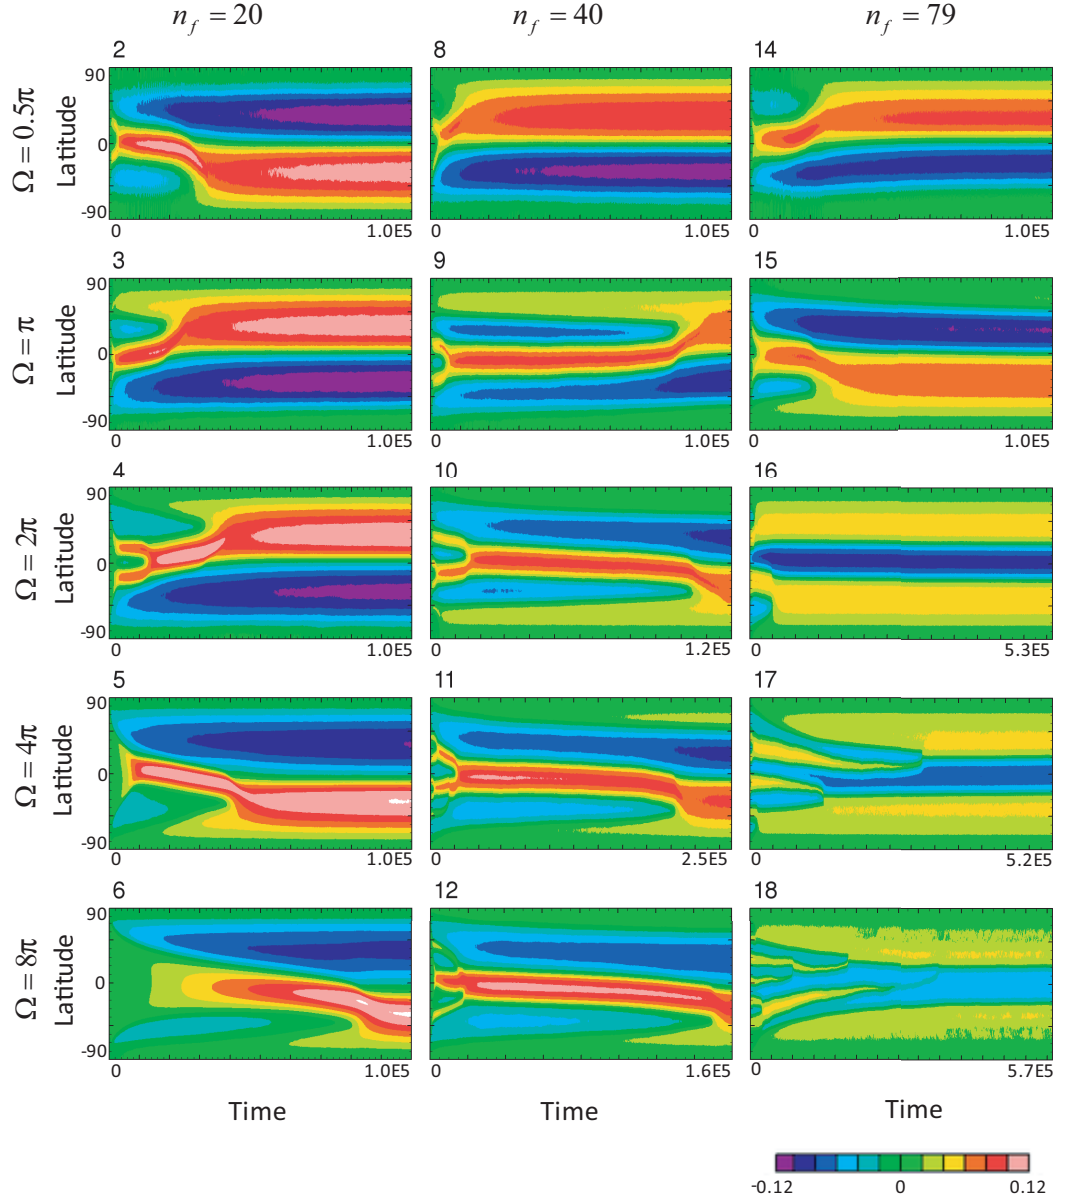 n_f = 20 n_f = 40 n_f = 79
2 8 14
Ω = 0.5π
Latitude
90
0
-90
0 1.0E5 0 1.0E5 0 1.0E5
3 9 15
Ω = π
Latitude
90
0
-90
0 1.0E5 0 1.0E5 0 1.0E5
4 10 16
Ω = 2π
Latitude
90
0
-90
0 1.0E5 0 1.2E5 0 5.3E5
5 11 17
Ω = 4π
Latitude
90
0
-90
0 1.0E5 0 2.5E5 0 5.2E5
6 12 18
Ω = 8π
Latitude
90
0
-90
0 1.0E5 0 1.6E5 0 5.7E5
Time Time Time
-0.12 0 0.12